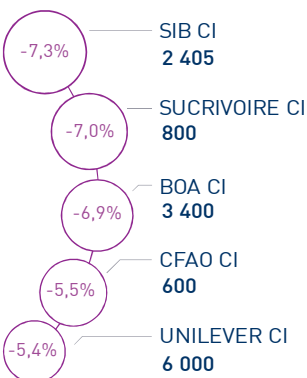 -7,3%
SIB CI
2 405
-7,0%
SUCRIVOIRE CI
800
-6,9%
BOA CI
3 400
-5,5%
CFAO CI
600
-5,4%
UNILEVER CI
6 000